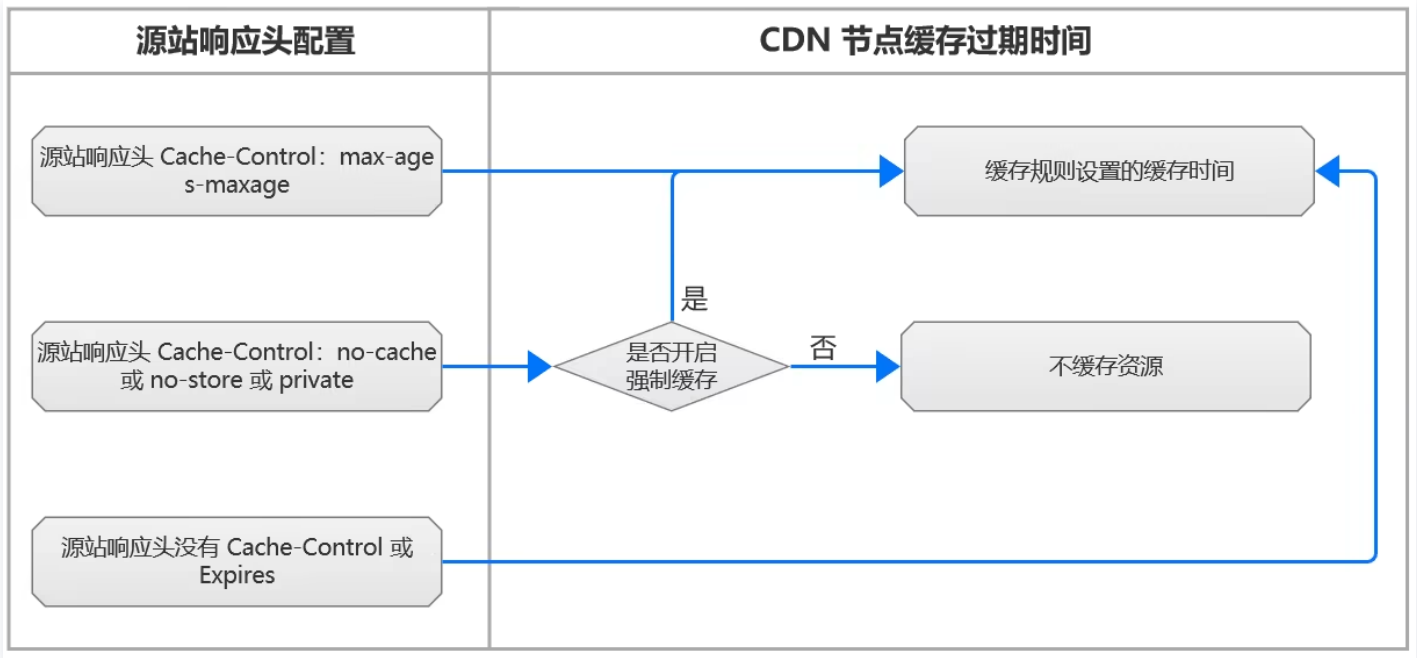 源站响应头配置
CDN 节点缓存过期时间
源站响应头 Cache-Control：max-age
s-maxage
缓存规则设置的缓存时间
是
源站响应头 Cache-Control：no-cache
或 no-store 或 private
是否开启
强制缓存
否
不缓存资源
源站响应头没有 Cache-Control 或
Expires